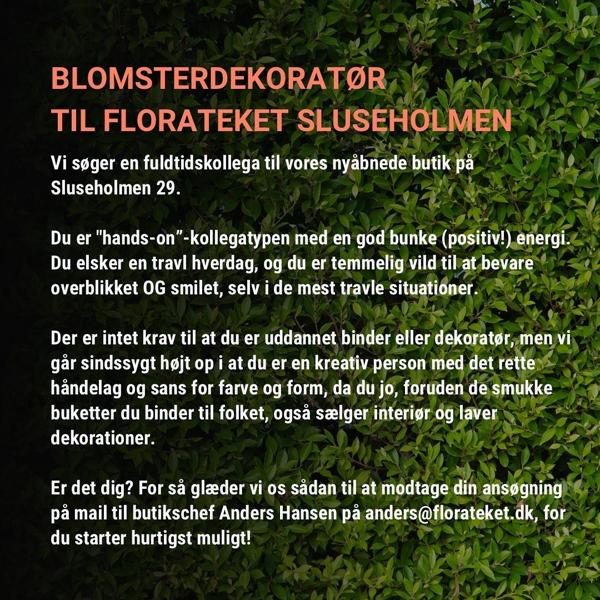 BLOMSTERDEKORATØR
TIL FLORATEKET SLUSEHOLMEN
Vi søger en fuldtidskollega til vores nyåbnede butik på
Sluseholmen 29.
Du er "hands-on”-kollegatypen med en god bunke (positiv!) energi.
Du elsker en travl hverdag, og du er temmelig vild til at bevare
overblikket OG smilet, selv i de mest travle situationer.
Der er intet krav til at du er uddannet binder eller dekoratør, men vi
går sindssygt højt op i at du er en kreativ person med det rette
håndelag og sans for farve og form, da du jo, foruden de smukke
buketter du binder til folket, også sælger interiør og laver
dekorationer.
Er det dig? For så glæder vi os sådan til at modtage din ansøgning
på mail til butikschef Anders Hansen på anders@florateket.dk, for
du starter hurtigst muligt!